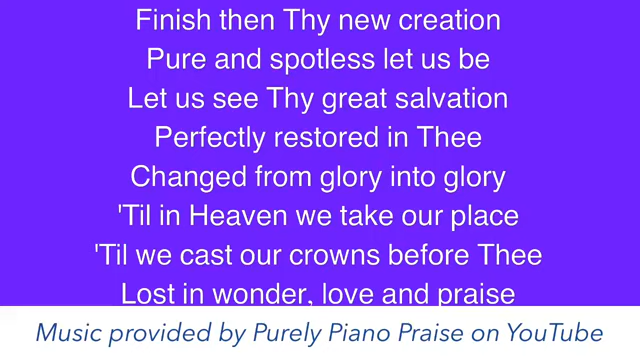 Finish then Thy new creation
Pure and spotless let us be
Let us see Thy great salvation
Perfectly restored in Thee
Changed from glory into glory
'Til in Heaven we take our place
'Til we cast our crowns before Thee
Lost in wonder, love and praise
Music provided by Purely Piano Praise on YouTube